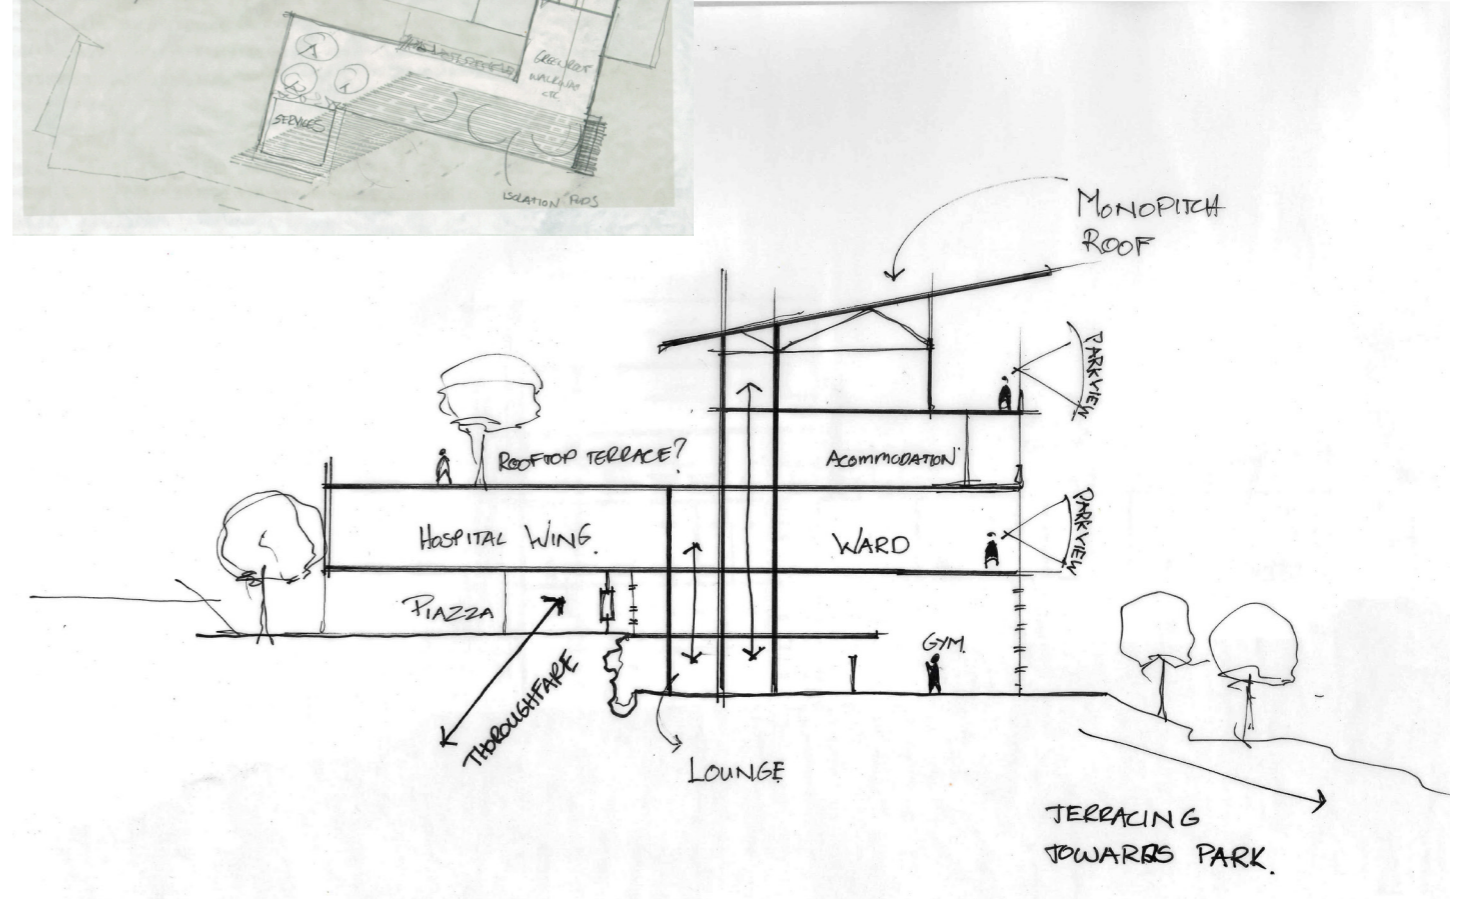 SERVICES
ISOLATION PODS
MONOPITCH
ROOF
PARKVIEW
ROOFTOP TERRACE?
ACOMMODATION
HOSPITAL WING.
WARD
PARKVIEW
PIAZZA
GYM.
THOROUGHFARE
LOUNGE
TERRACING
TOWARDS PARK.